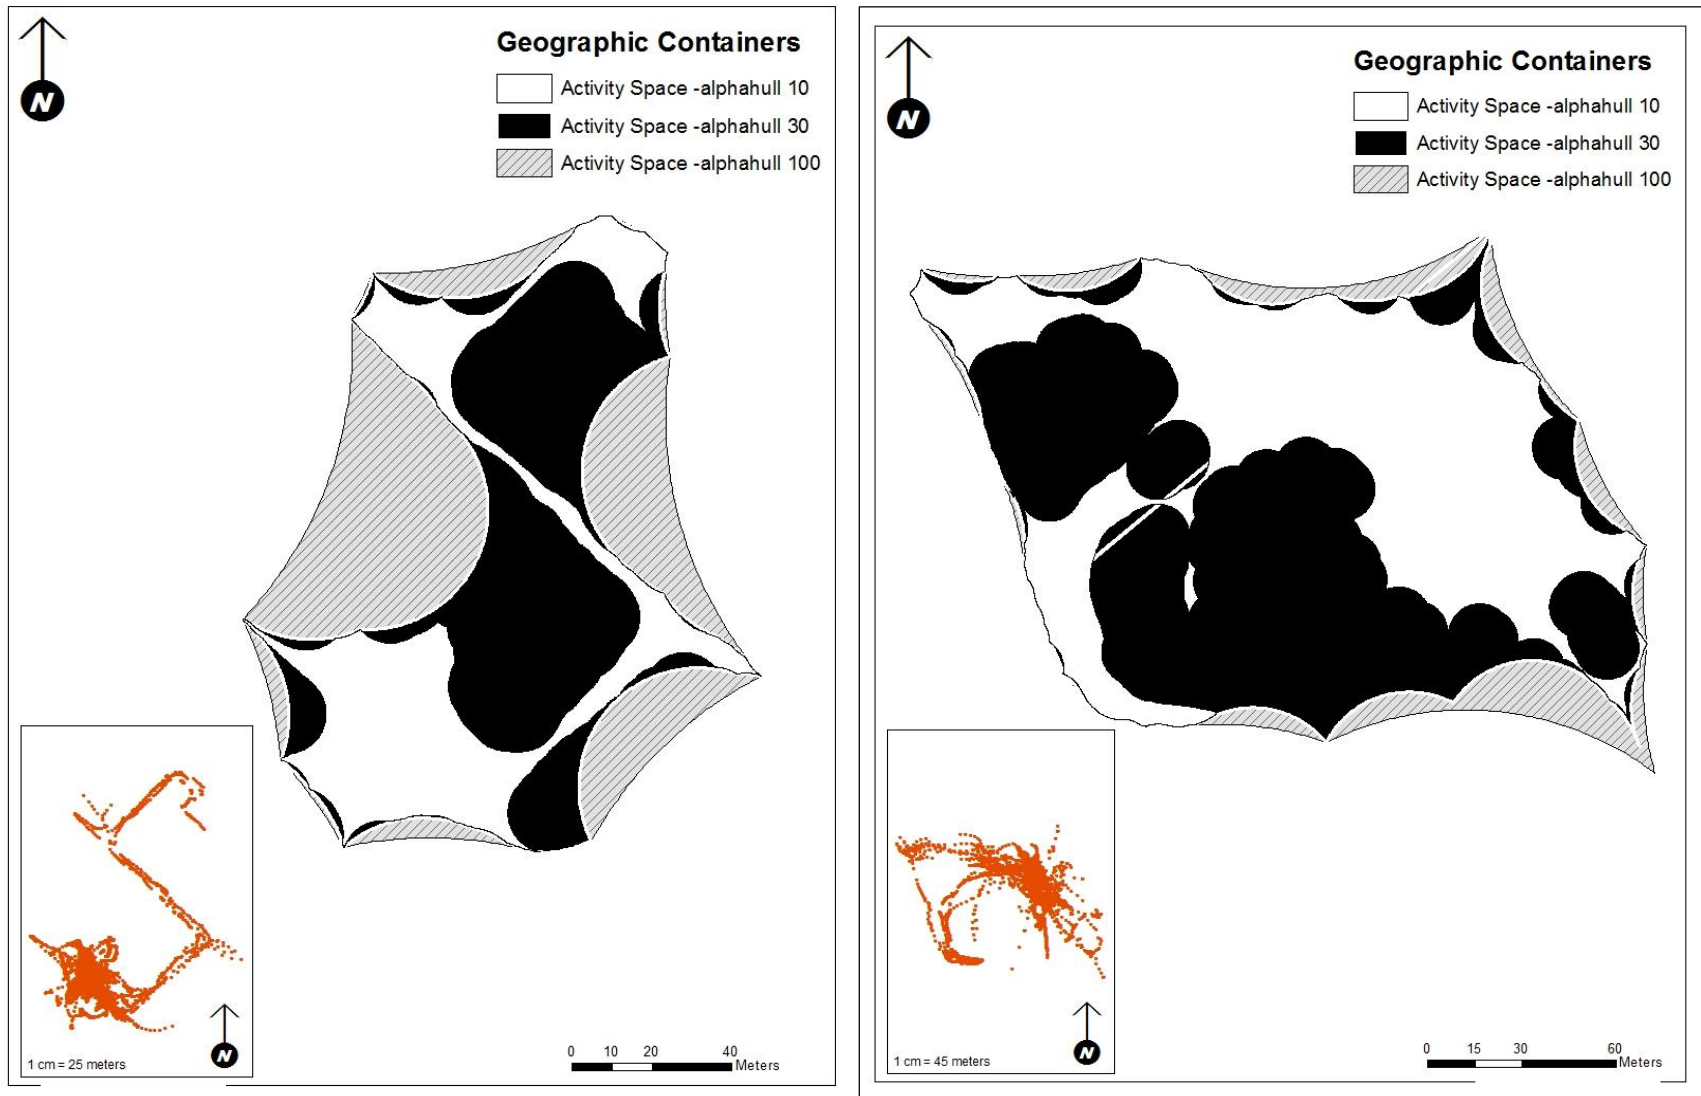 Geographic Containers
Activity Space -alphahull 10
Activity Space -alphahull 30
Activity Space -alphahull 100
N
1 cm = 25 meters
N
0 10 20 40
Meters
Geographic Containers
Activity Space -alphahull 10
Activity Space -alphahull 30
Activity Space -alphahull 100
N
1 cm = 45 meters
N
0 15 30 60
Meters